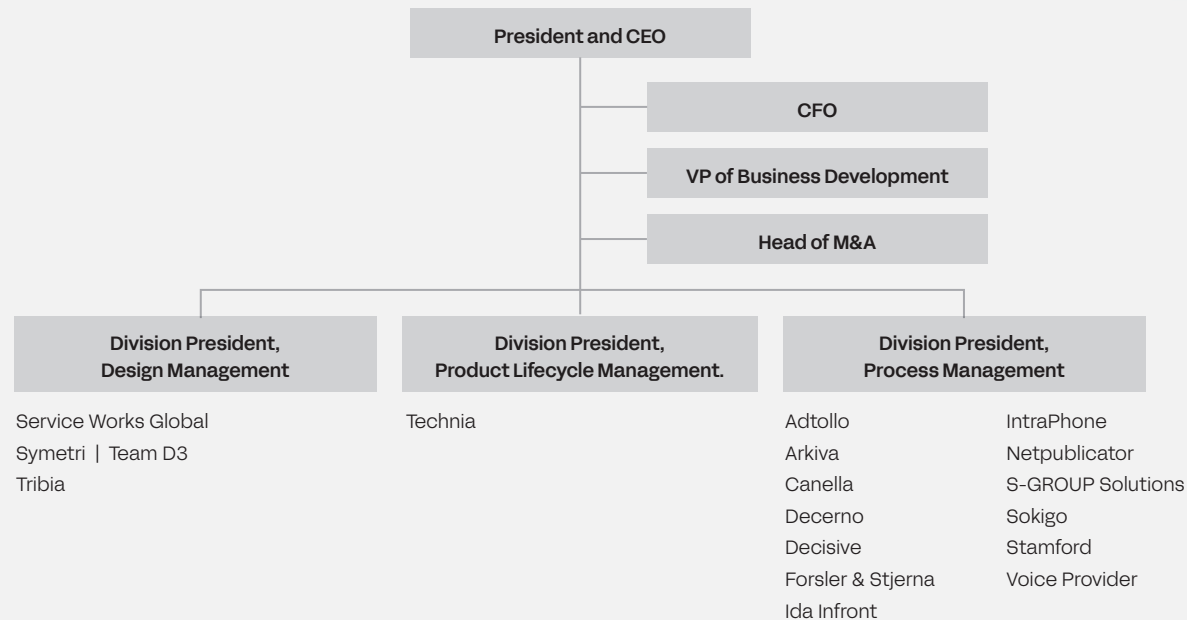 President and CEO
CFO
VP of Business Development
Head of M&A
Division President,
Design Management
Service Works Global
Symetri | Team D3
Tribia
Division President,
Product Lifecycle Management.
Technia
Division President,
Process Management
Adtollo
Arkiva
Canella
Decerno
Decisive
Forsler & Stjerna
Ida Infront
IntraPhone
Netpublicator
S-GROUP Solutions
Sokigo
Stamford
Voice Provider